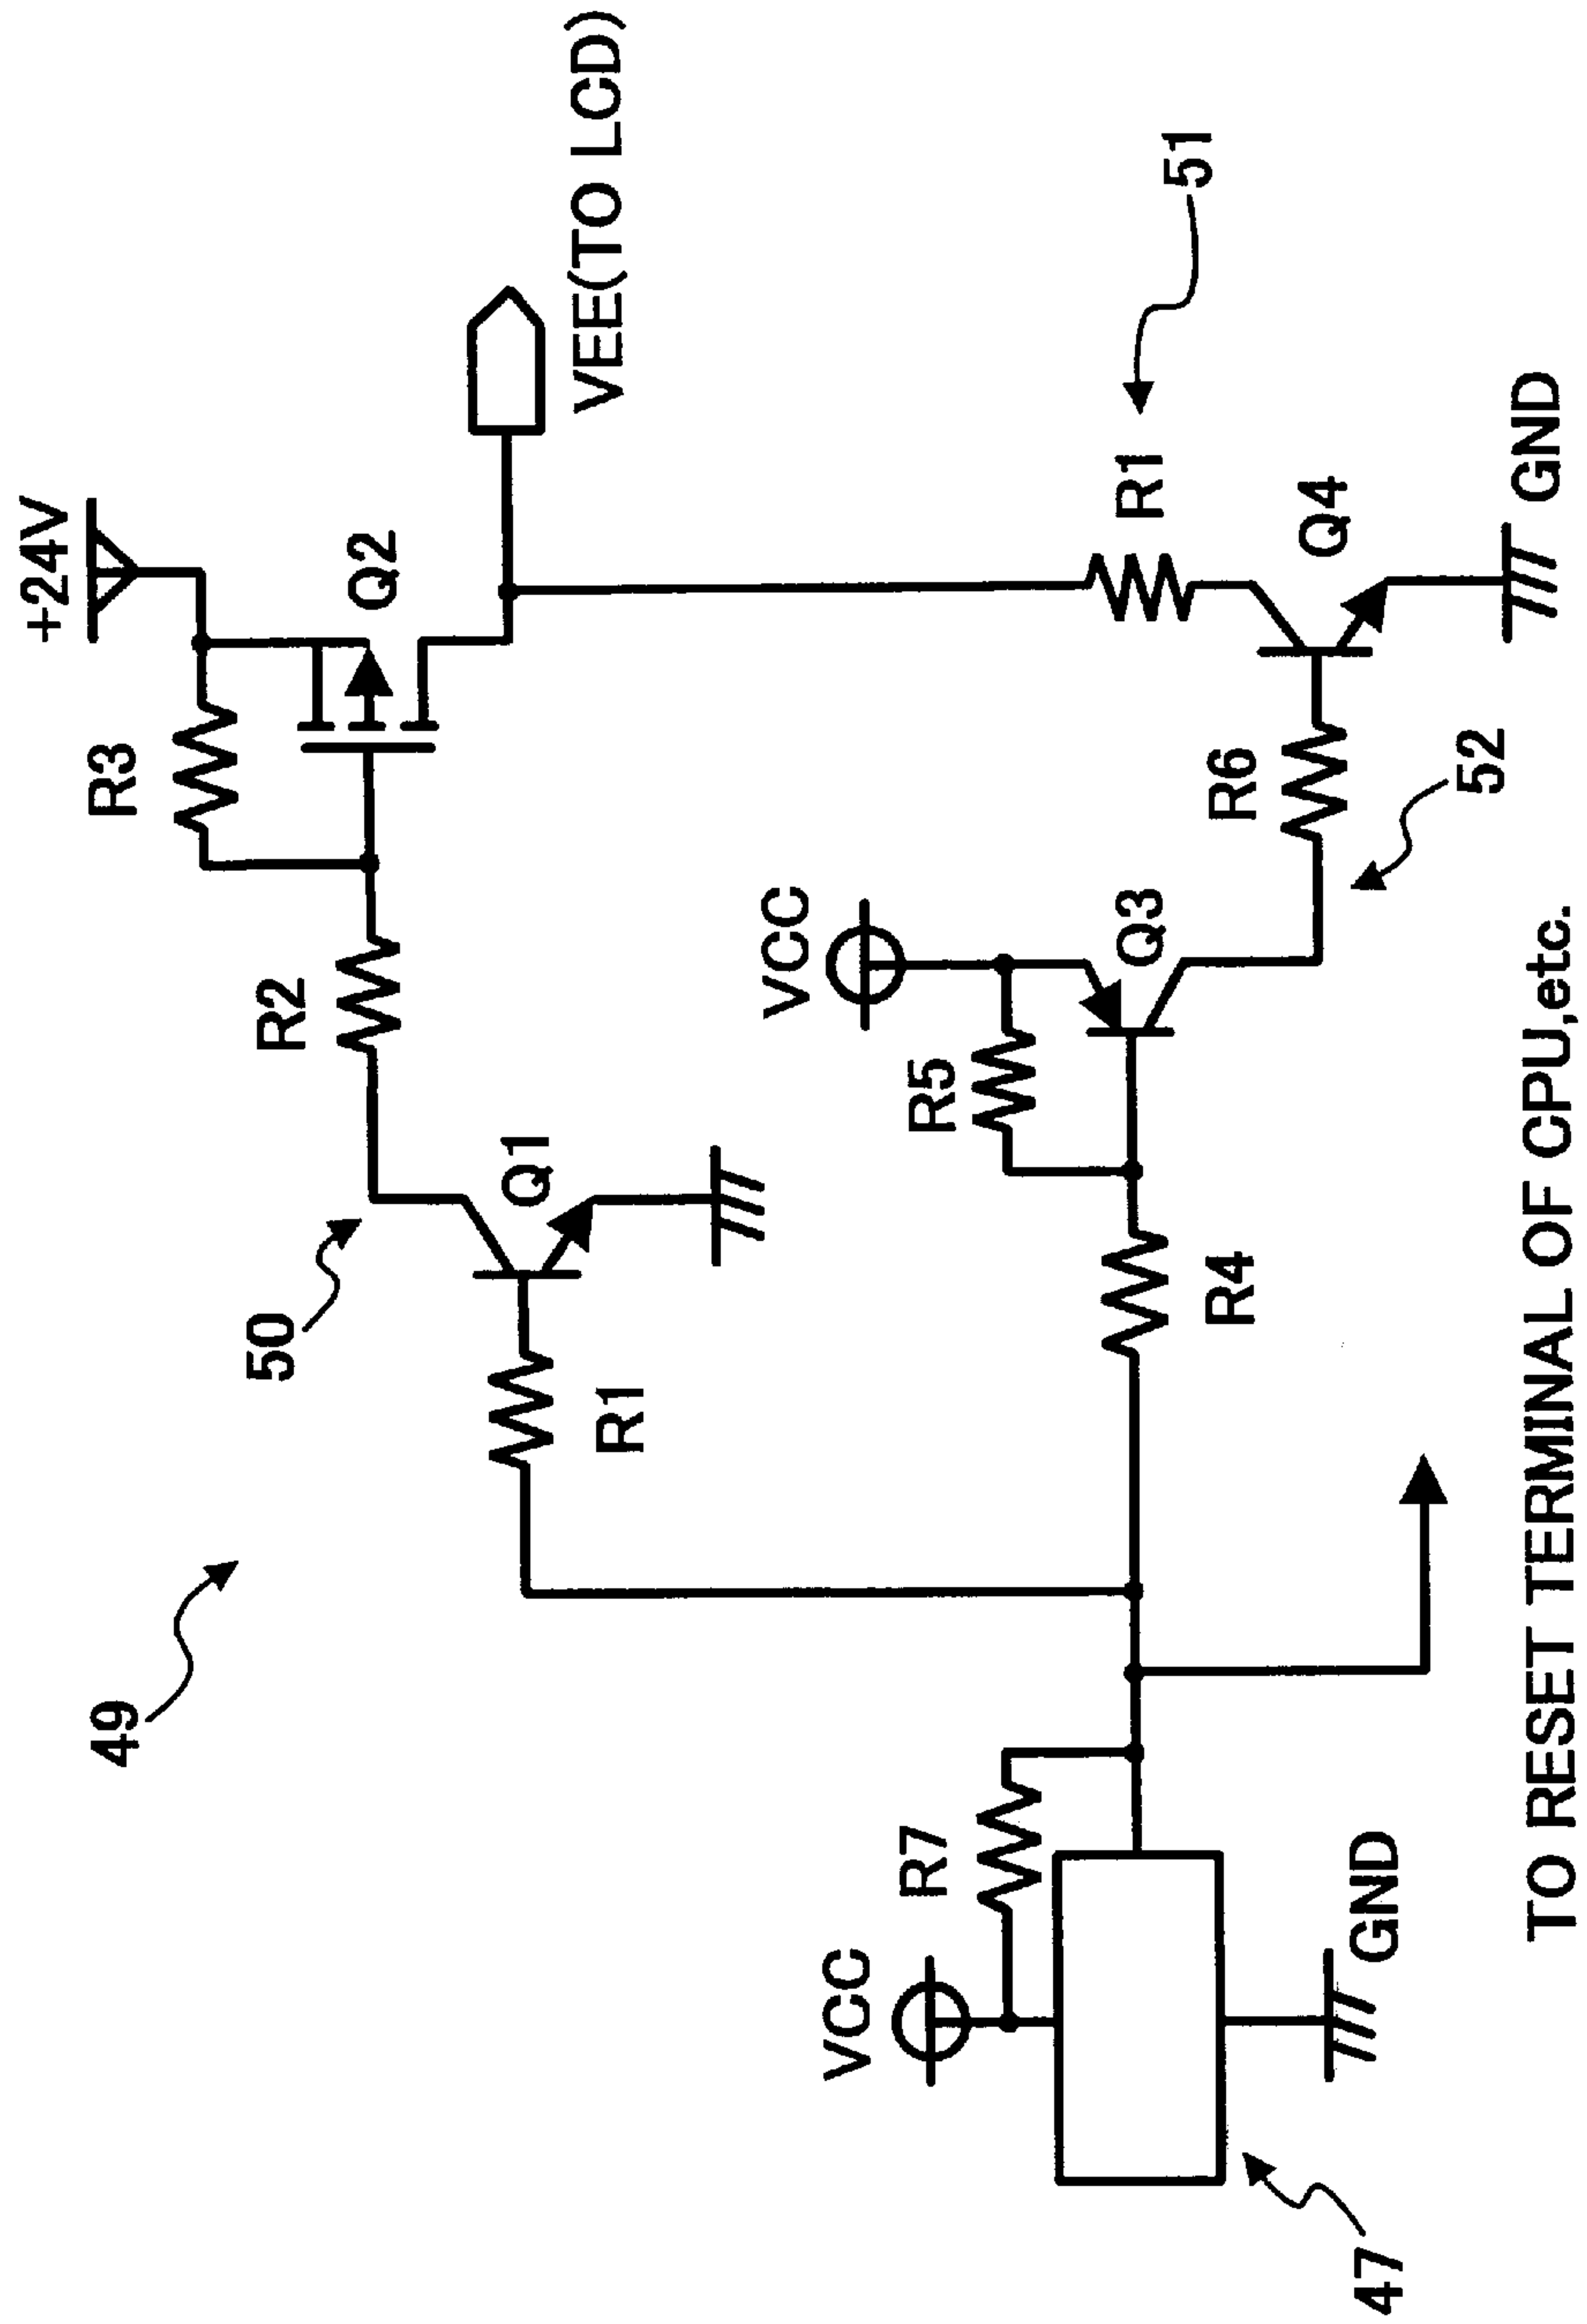 +24V
R3
Q2
VEE(TO LCD)
R2
50
Q1
R1
49
VCC
R5
Q3
R4
R6
52
R1
51
Q4
GND
R7
VCC
GND
47
TO RESET TERMINAL OF CPU,etc.